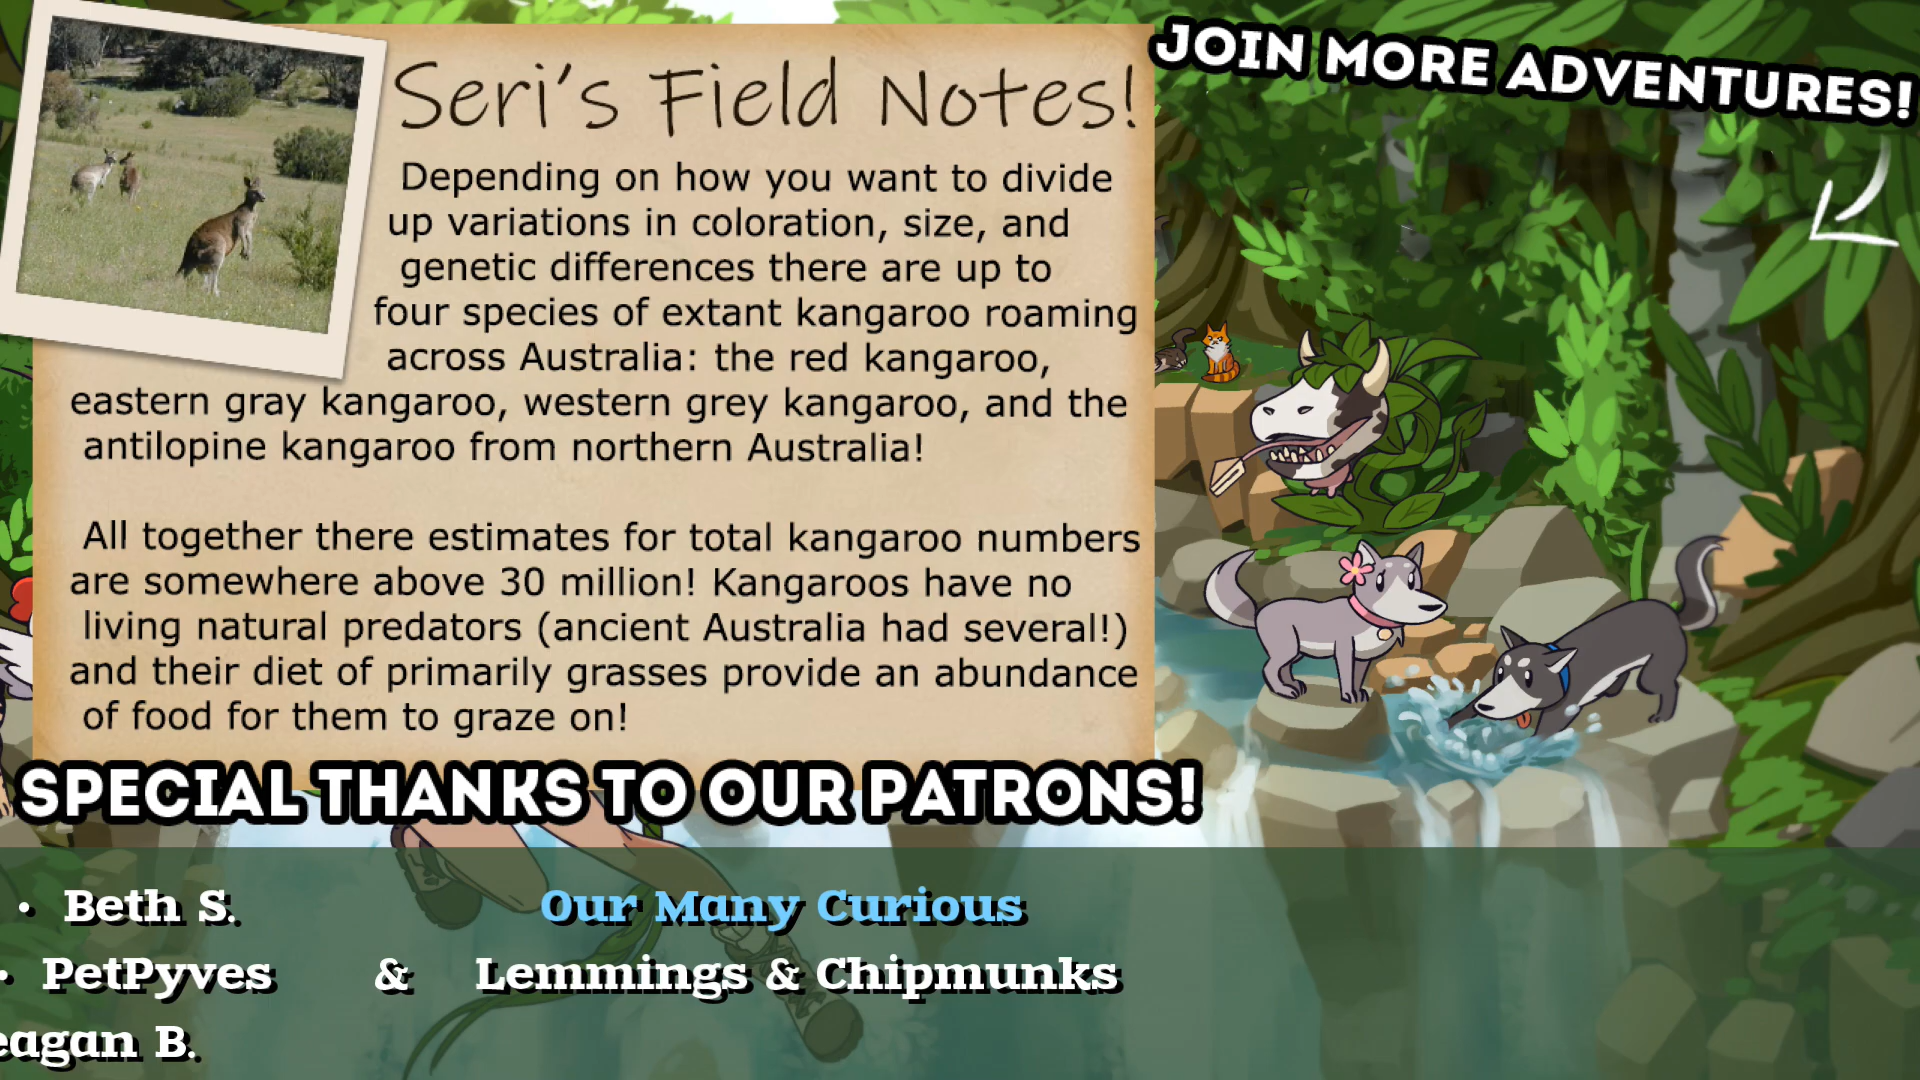 Seri's Field Notes!
Depending on how you want to divide
up variations in coloration, size, and
genetic differences there are up to
four species of extant kangaroo roaming
across Australia: the red kangaroo,
eastern gray kangaroo, western grey kangaroo, and the
antilopine kangaroo from northern Australia!
All together there estimates for total kangaroo numbers
are somewhere above 30 million! Kangaroos have no
living natural predators (ancient Australia had several!)
and their diet of primarily grasses provide an abundance
of food for them to graze on!
JOIN MORE ADVENTURES!
SPECIAL THANKS TO OUR PATRONS!
• Beth S.
• PetPyves
eagan B.
Our Many Curious
& Lemmings & Chipmunks